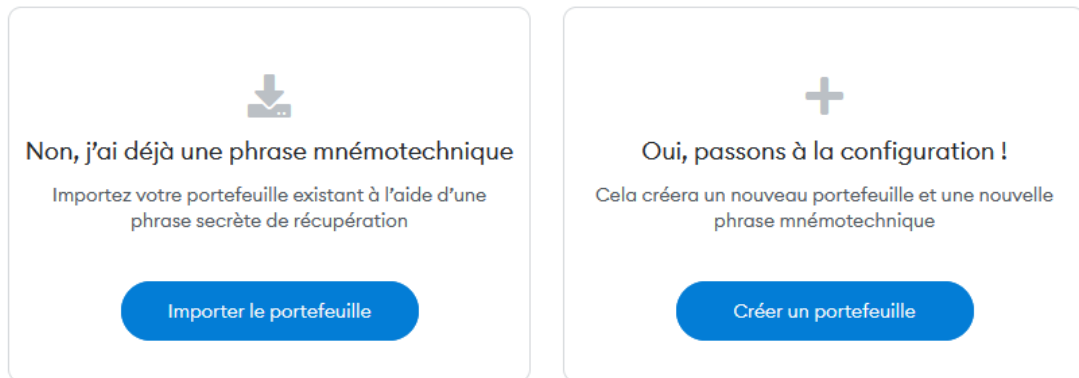 Non, j’ai déjà une phrase mnémotechnique
Importez votre portefeuille existant à l’aide d’une
phrase secrète de récupération
Importer le portefeuille
Oui, passons à la configuration !
Cela créera un nouveau portefeuille et une nouvelle
phrase mnémotechnique
Créer un portefeuille